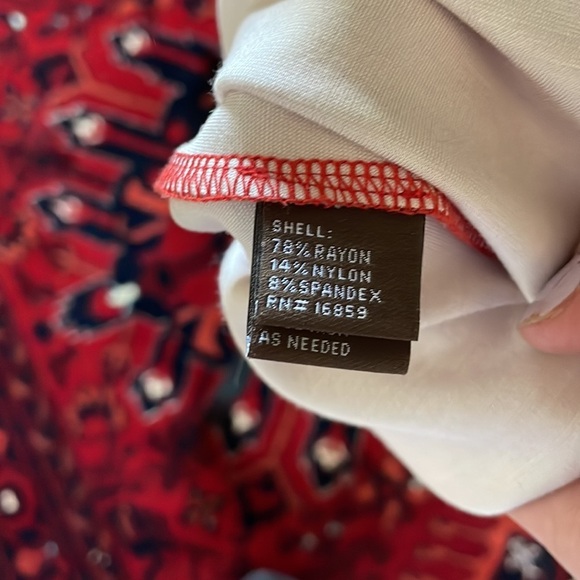 SHELL:
78% RAYON
14% NYLON
8% SPANDEX
RN# 16859
AS NEEDED